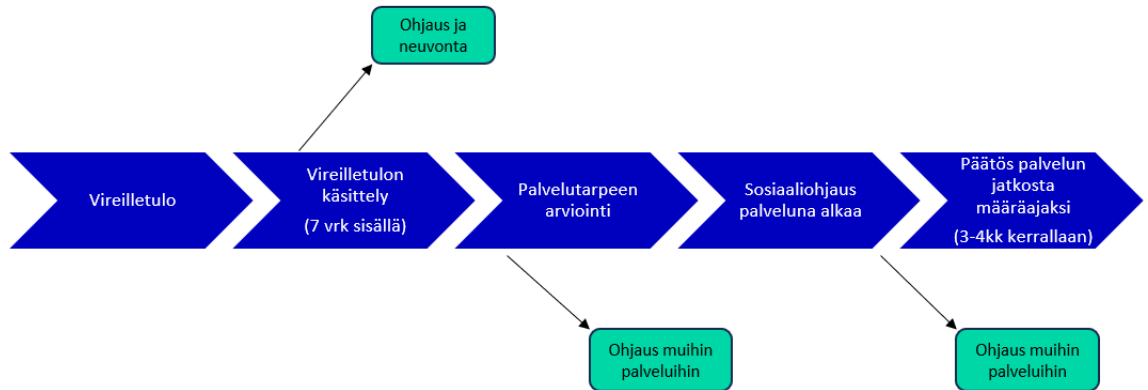 Ohjaus ja
neuvonta
Vireilletulo
Vireilletulon
käsittely
(7 vrk sisällä)
Palvelutarpeen
arviointi
Sosiaaliohjaus
palveluna alkaa
Päätös palvelun
jatkosta
määräajaksi
(3-4kk kerrallaan)
Ohjaus muihin
palveluihin
Ohjaus muihin
palveluihin